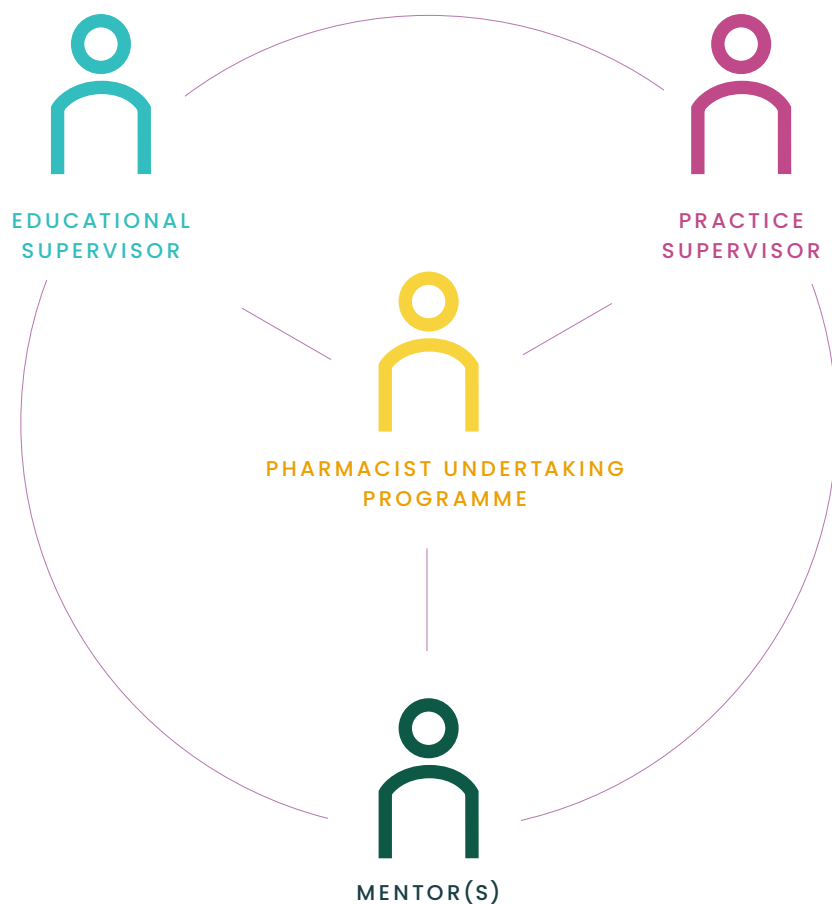 EDUCATIONAL
SUPERVISOR
PRACTICE
SUPERVISOR
PHARMACIST UNDERTAKING
PROGRAMME
MENTOR(S)